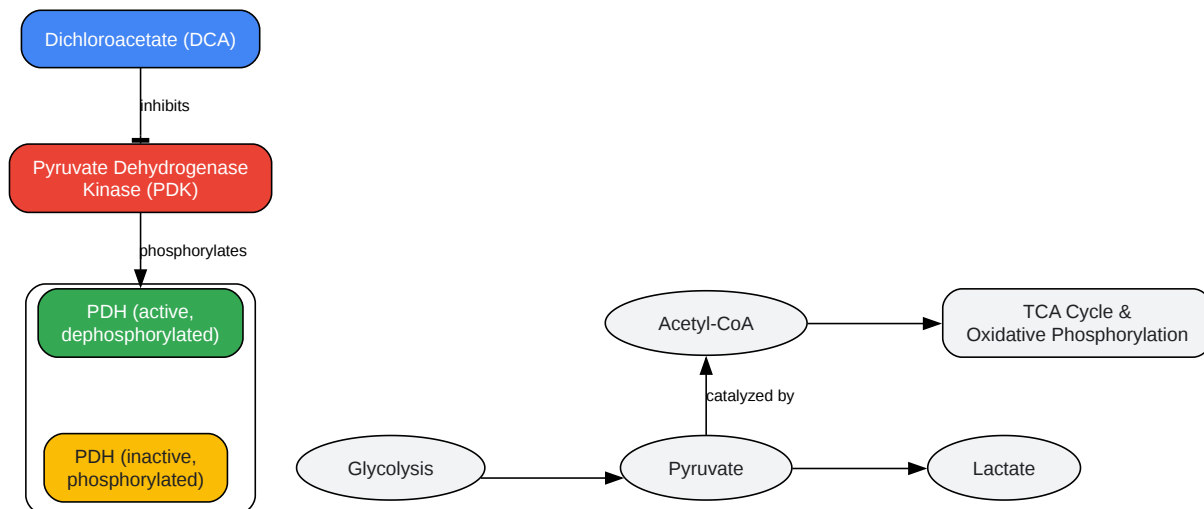 Dichloroacetate (DCA)
inhibits
Pyruvate Dehydrogenase
Kinase (PDK)
phosphorylates
PDH (active,
dephosphorylated)
Acetyl-CoA
TCA Cycle &
Oxidative Phosphorylation
catalyzed by
PDH (inactive,
phosphorylated)
Glycolysis
Pyruvate
Lactate